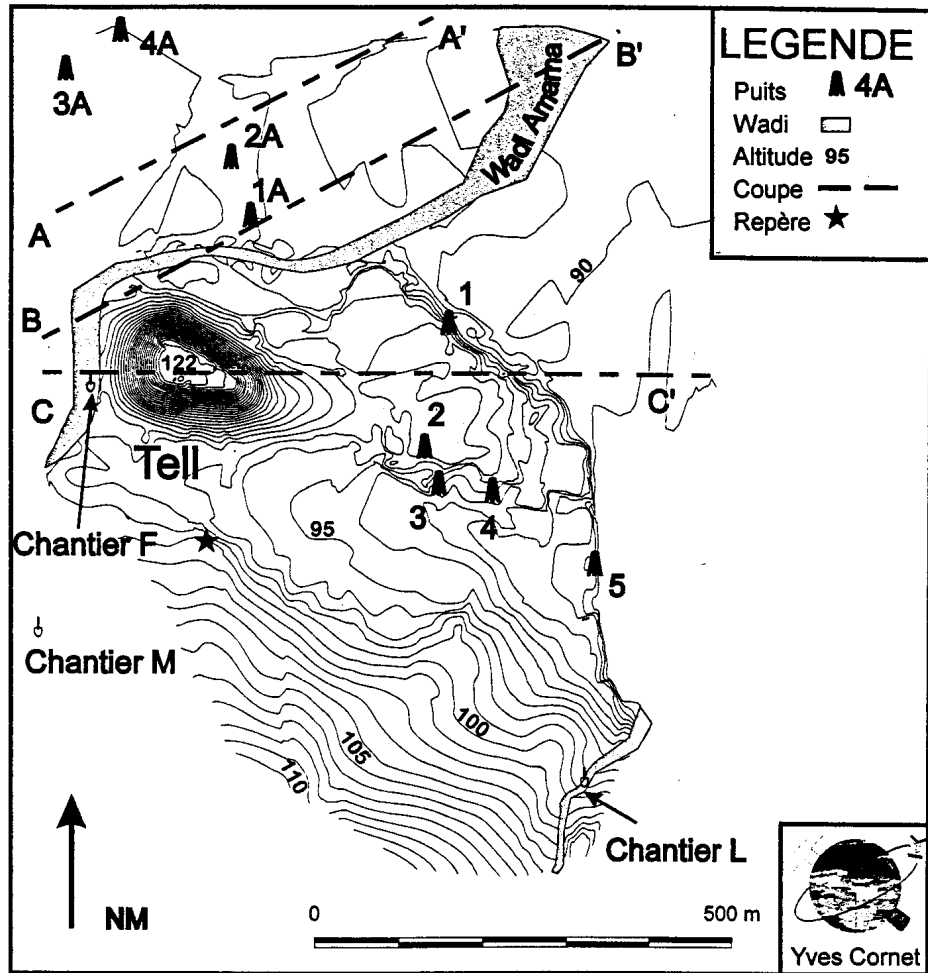 4A
3A
A'
B'
2A
1A
A
B
C
Wadi Amarna
LEGENDE
Puits 4A
Wadi
Altitude 95
Coupe
Repère
90
1
122
C'
2
Tell
3
4
95
Chantier F
5
Chantier M
100
105
110
Chantier L
NM
0 500 m
Yves Cornet